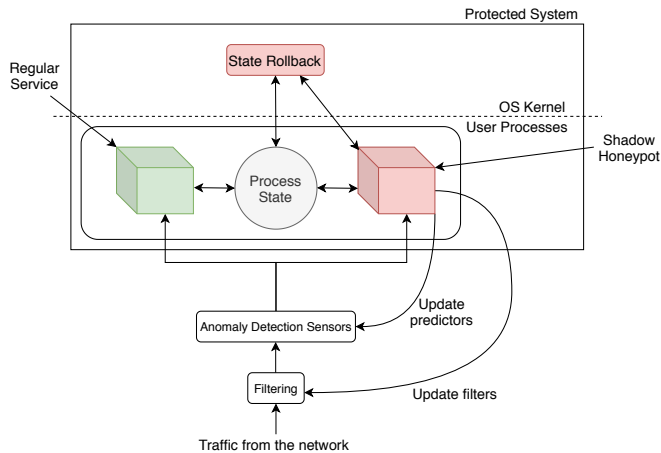 Protected System
State Rollback
Regular
Service
OS Kernel
User Processes
Shadow
Honeypot
Process
State
Update
predictors
Anomaly Detection Sensors
Filtering
Update filters
Traffic from the network